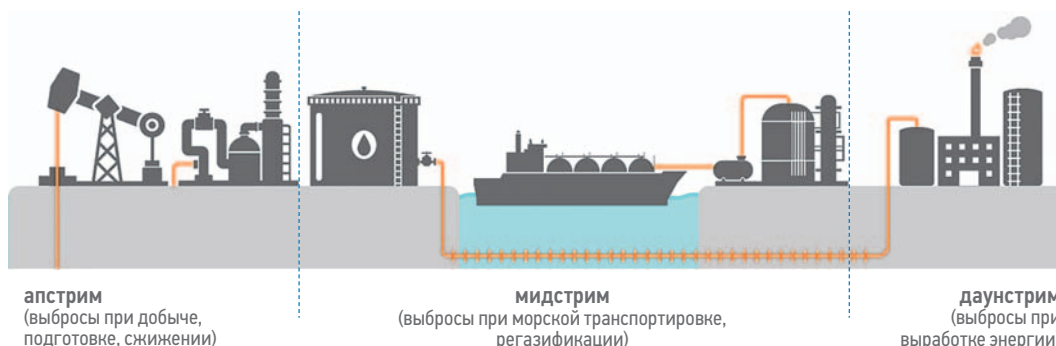 апстрим
(выбросы при добыче,
подготовке, сжижении)
мидстрим
(выбросы при морской транспортировке,
регазификации)
даунстрим
(выбросы при
выработке энергии